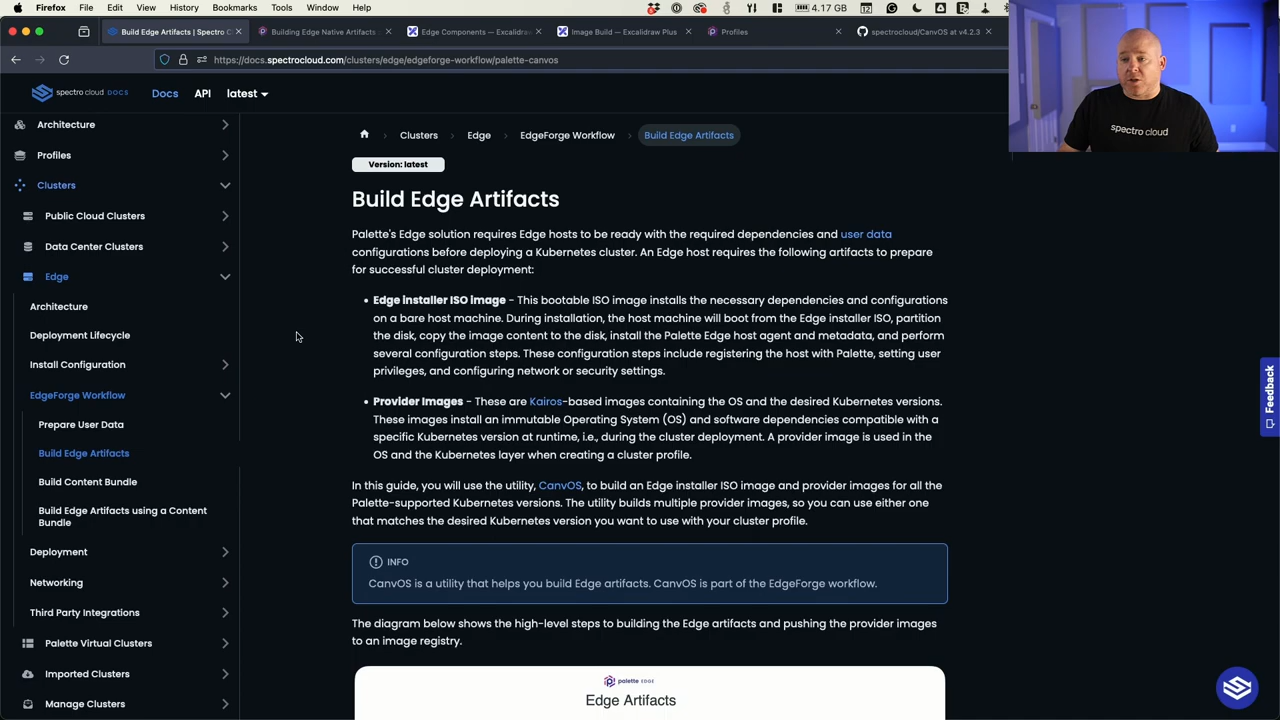 Firefox File Edit View History Bookmarks Tools Window Help
4.17 GB
Build Edge Artifacts | Spectro C
Building Edge Native Artifacts
Edge Components — Excalidraw
Image Build — Excalidraw Plus
Profiles
spectrocloud/CanvOS at v4.2.3
https://docs.spectrocloud.com/clusters/edge/edgeforge-workflow/palette-canvos
spectro cloud DOCS
Docs API latest
Architecture
Profiles
Clusters
Public Cloud Clusters
Data Center Clusters
Edge
Architecture
Deployment Lifecycle
Install Configuration
EdgeForge Workflow
Prepare User Data
Build Edge Artifacts
Build Content Bundle
Build Edge Artifacts using a Content
Bundle
Deployment
Networking
Third Party Integrations
Palette Virtual Clusters
Imported Clusters
Manage Clusters
Clusters Edge EdgeForge Workflow Build Edge Artifacts
Version: latest
Build Edge Artifacts
Palette's Edge solution requires Edge hosts to be ready with the required dependencies and user data
configurations before deploying a Kubernetes cluster. An Edge host requires the following artifacts to prepare
for successful cluster deployment:
• Edge installer ISO image - This bootable ISO image installs the necessary dependencies and configurations
on a bare host machine. During installation, the host machine will boot from the Edge installer ISO, partition
the disk, copy the image content to the disk, install the Palette Edge host agent and metadata, and perform
several configuration steps. These configuration steps include registering the host with Palette, setting user
privileges, and configuring network or security settings.
• Provider Images - These are Kairos-based images containing the OS and the desired Kubernetes versions.
These images install an immutable Operating System (OS) and software dependencies compatible with a
specific Kubernetes version at runtime, i.e., during the cluster deployment. A provider image is used in the
OS and the Kubernetes layer when creating a cluster profile.
In this guide, you will use the utility, CanvOS, to build an Edge installer ISO image and provider images for all the
Palette-supported Kubernetes versions. The utility builds multiple provider images, so you can use either one
that matches the desired Kubernetes version you want to use with your cluster profile.
INFO
CanvOS is a utility that helps you build Edge artifacts. CanvOS is part of the EdgeForge workflow.
The diagram below shows the high-level steps to building the Edge artifacts and pushing the provider images
to an image registry.
palette EDGE
Edge Artifacts
spectro cloud
Feedback